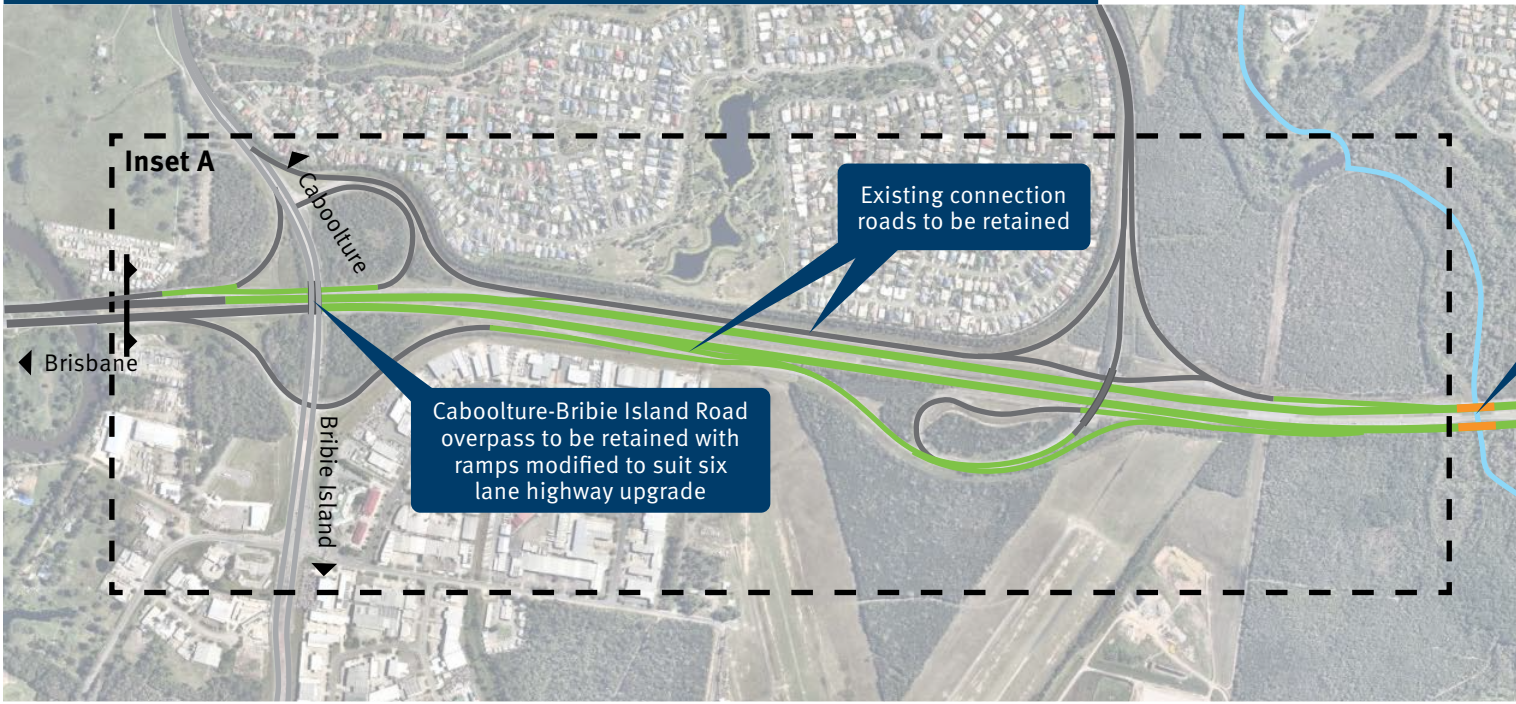 Inset A
Caboolture
Existing connection
roads to be retained
Brisbane
Caboolture-Bribie Island Road
overpass to be retained with
ramps modified to suit six
lane highway upgrade
Bribie Island